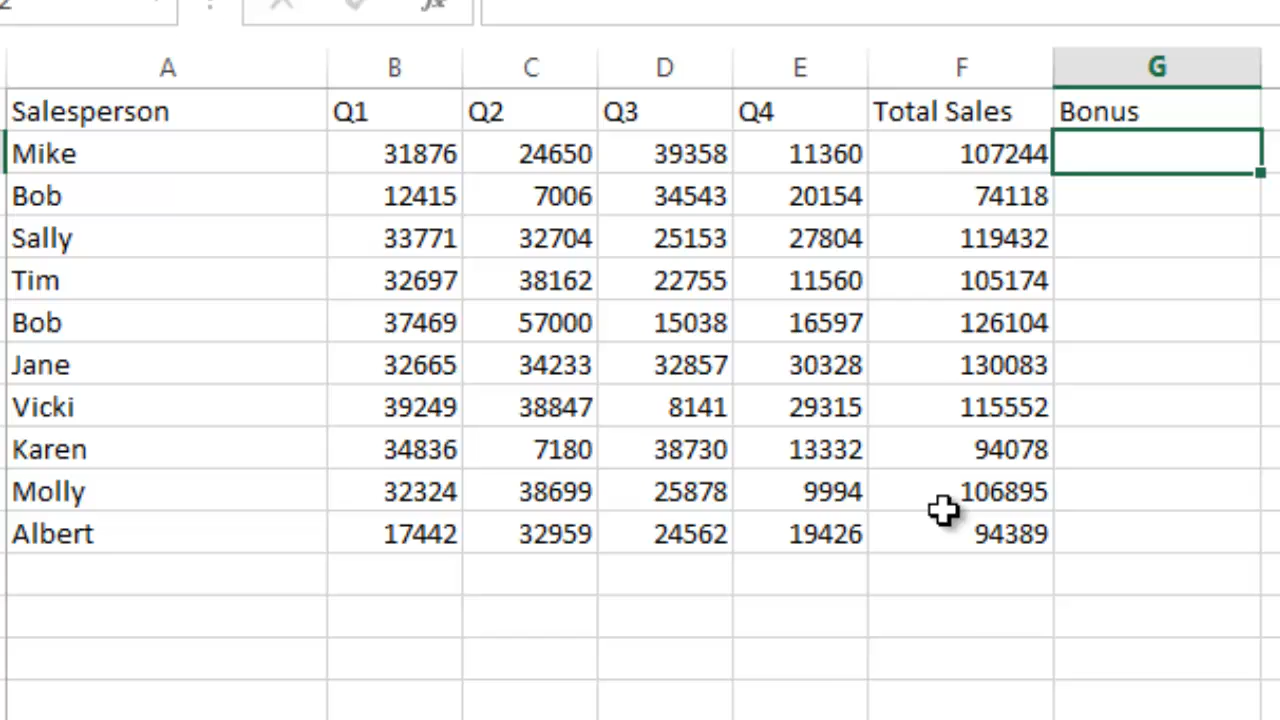 A B C D E F G
Salesperson Q1 Q2 Q3 Q4 Total Sales Bonus
Mike 31876 24650 39358 11360 107244
Bob 12415 7006 34543 20154 74118
Sally 33771 32704 25153 27804 119432
Tim 32697 38162 22755 11560 105174
Bob 37469 57000 15038 16597 126104
Jane 32665 34233 32857 30328 130083
Vicki 39249 38847 8141 29315 115552
Karen 34836 7180 38730 13332 94078
Molly 32324 38699 25878 9994 106895
Albert 17442 32959 24562 19426 94389